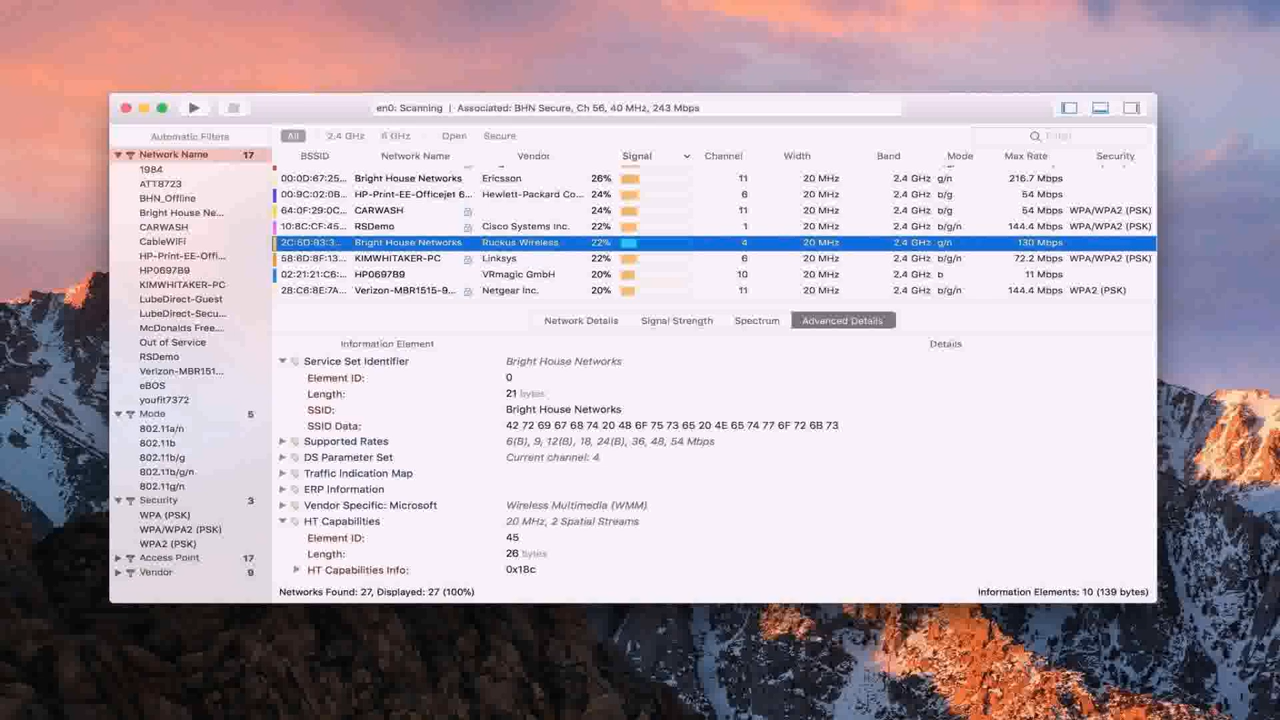 en0: Scanning | Associated: BHN Secure, Ch 56, 40 MHz, 243 Mbps
Automatic Filters
Network Name 17
1984
ATT8723
BHN_Offline
Bright House Ne...
CARWASH
CableWiFi
HP-Print-EE-Offi...
HP0697B9
KIMWHITAKER-PC
LubeDirect-Guest
LubeDirect-Secu...
McDonalds Free...
Out of Service
RSDemo
Verizon-MBR151...
eBOS
youfit7372
Mode 5
802.11a/n
802.11b
802.11b/g
802.11b/g/n
802.11g/n
Security 3
WPA (PSK)
WPA/WPA2 (PSK)
WPA2 (PSK)
Access Point 17
Vendor 9
All 2.4 GHz GHz Open Secure
BSSID Network Name Vendor Signal Channel Width Band Mode Max Rate Security
00:0D:67:25... Bright House Networks Ericsson 26% 11 20 MHz 2.4 GHz g/n 216.7 Mbps
00:9C:02:0B... HP-Print-EE-Officejet 6... Hewlett-Packard Co... 24% 6 20 MHz 2.4 GHz b/g 54 Mbps
64:0F:29:0C... CARWASH 24% 11 20 MHz 2.4 GHz b/g 54 Mbps WPA/WPA2 (PSK)
10:8C:CF:45... RSDemo Cisco Systems Inc. 22% 1 20 MHz 2.4 GHz b/g/n 144.4 Mbps WPA/WPA2 (PSK)
Bright House Networks Ruckus Wireless 22% 4 20 MHz 2.4 GHz g/n 130 Mbps
58:6D:8F:13... KIMWHITAKER-PC Linksys 22% 6 20 MHz 2.4 GHz b/g/n 72.2 Mbps WPA/WPA2 (PSK)
02:21:21:C6:... HP0697B9 VRmagic GmbH 20% 10 20 MHz 2.4 GHz b 11 Mbps
28:C6:8E:7A... Verizon-MBR1515-9... Netgear Inc. 20% 11 20 MHz 2.4 GHz b/g/n 144.4 Mbps WPA2 (PSK)
Network Details Signal Strength Spectrum Advanced Details
Information Element Details
Service Set Identifier Bright House Networks
Element ID: 0
Length: 21 bytes
SSID: Bright House Networks
SSID Data: 42 72 69 67 68 74 20 48 6F 75 73 65 20 4E 65 74 77 6F 72 6B 73
Supported Rates 6(B), 9, 12(B), 18, 24(B), 36, 48, 54 Mbps
DS Parameter Set Current channel: 4
Traffic Indication Map
ERP Information
Vendor Specific: Microsoft Wireless Multimedia (WMM)
HT Capabilities 20 MHz, 2 Spatial Streams
Element ID: 45
Length: 26 bytes
HT Capabilities Info: 0x18c
Networks Found: 27, Displayed: 27 (100%) Information Elements: 10 (139 bytes)